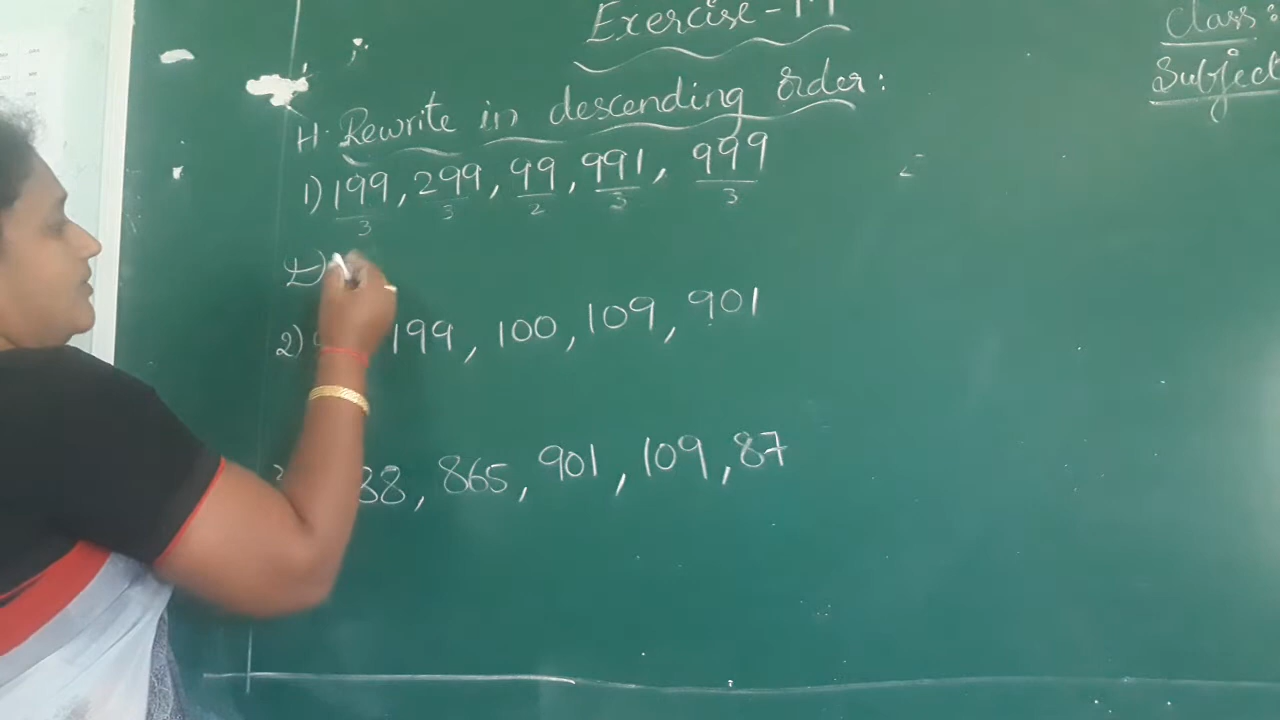 Exercise -
Class:
Subject
H. Rewrite in descending order:
1) 199, 299, 99, 991, 999
3 3 2 3 3
2) 199, 100, 109, 901
88, 865, 901, 109, 87